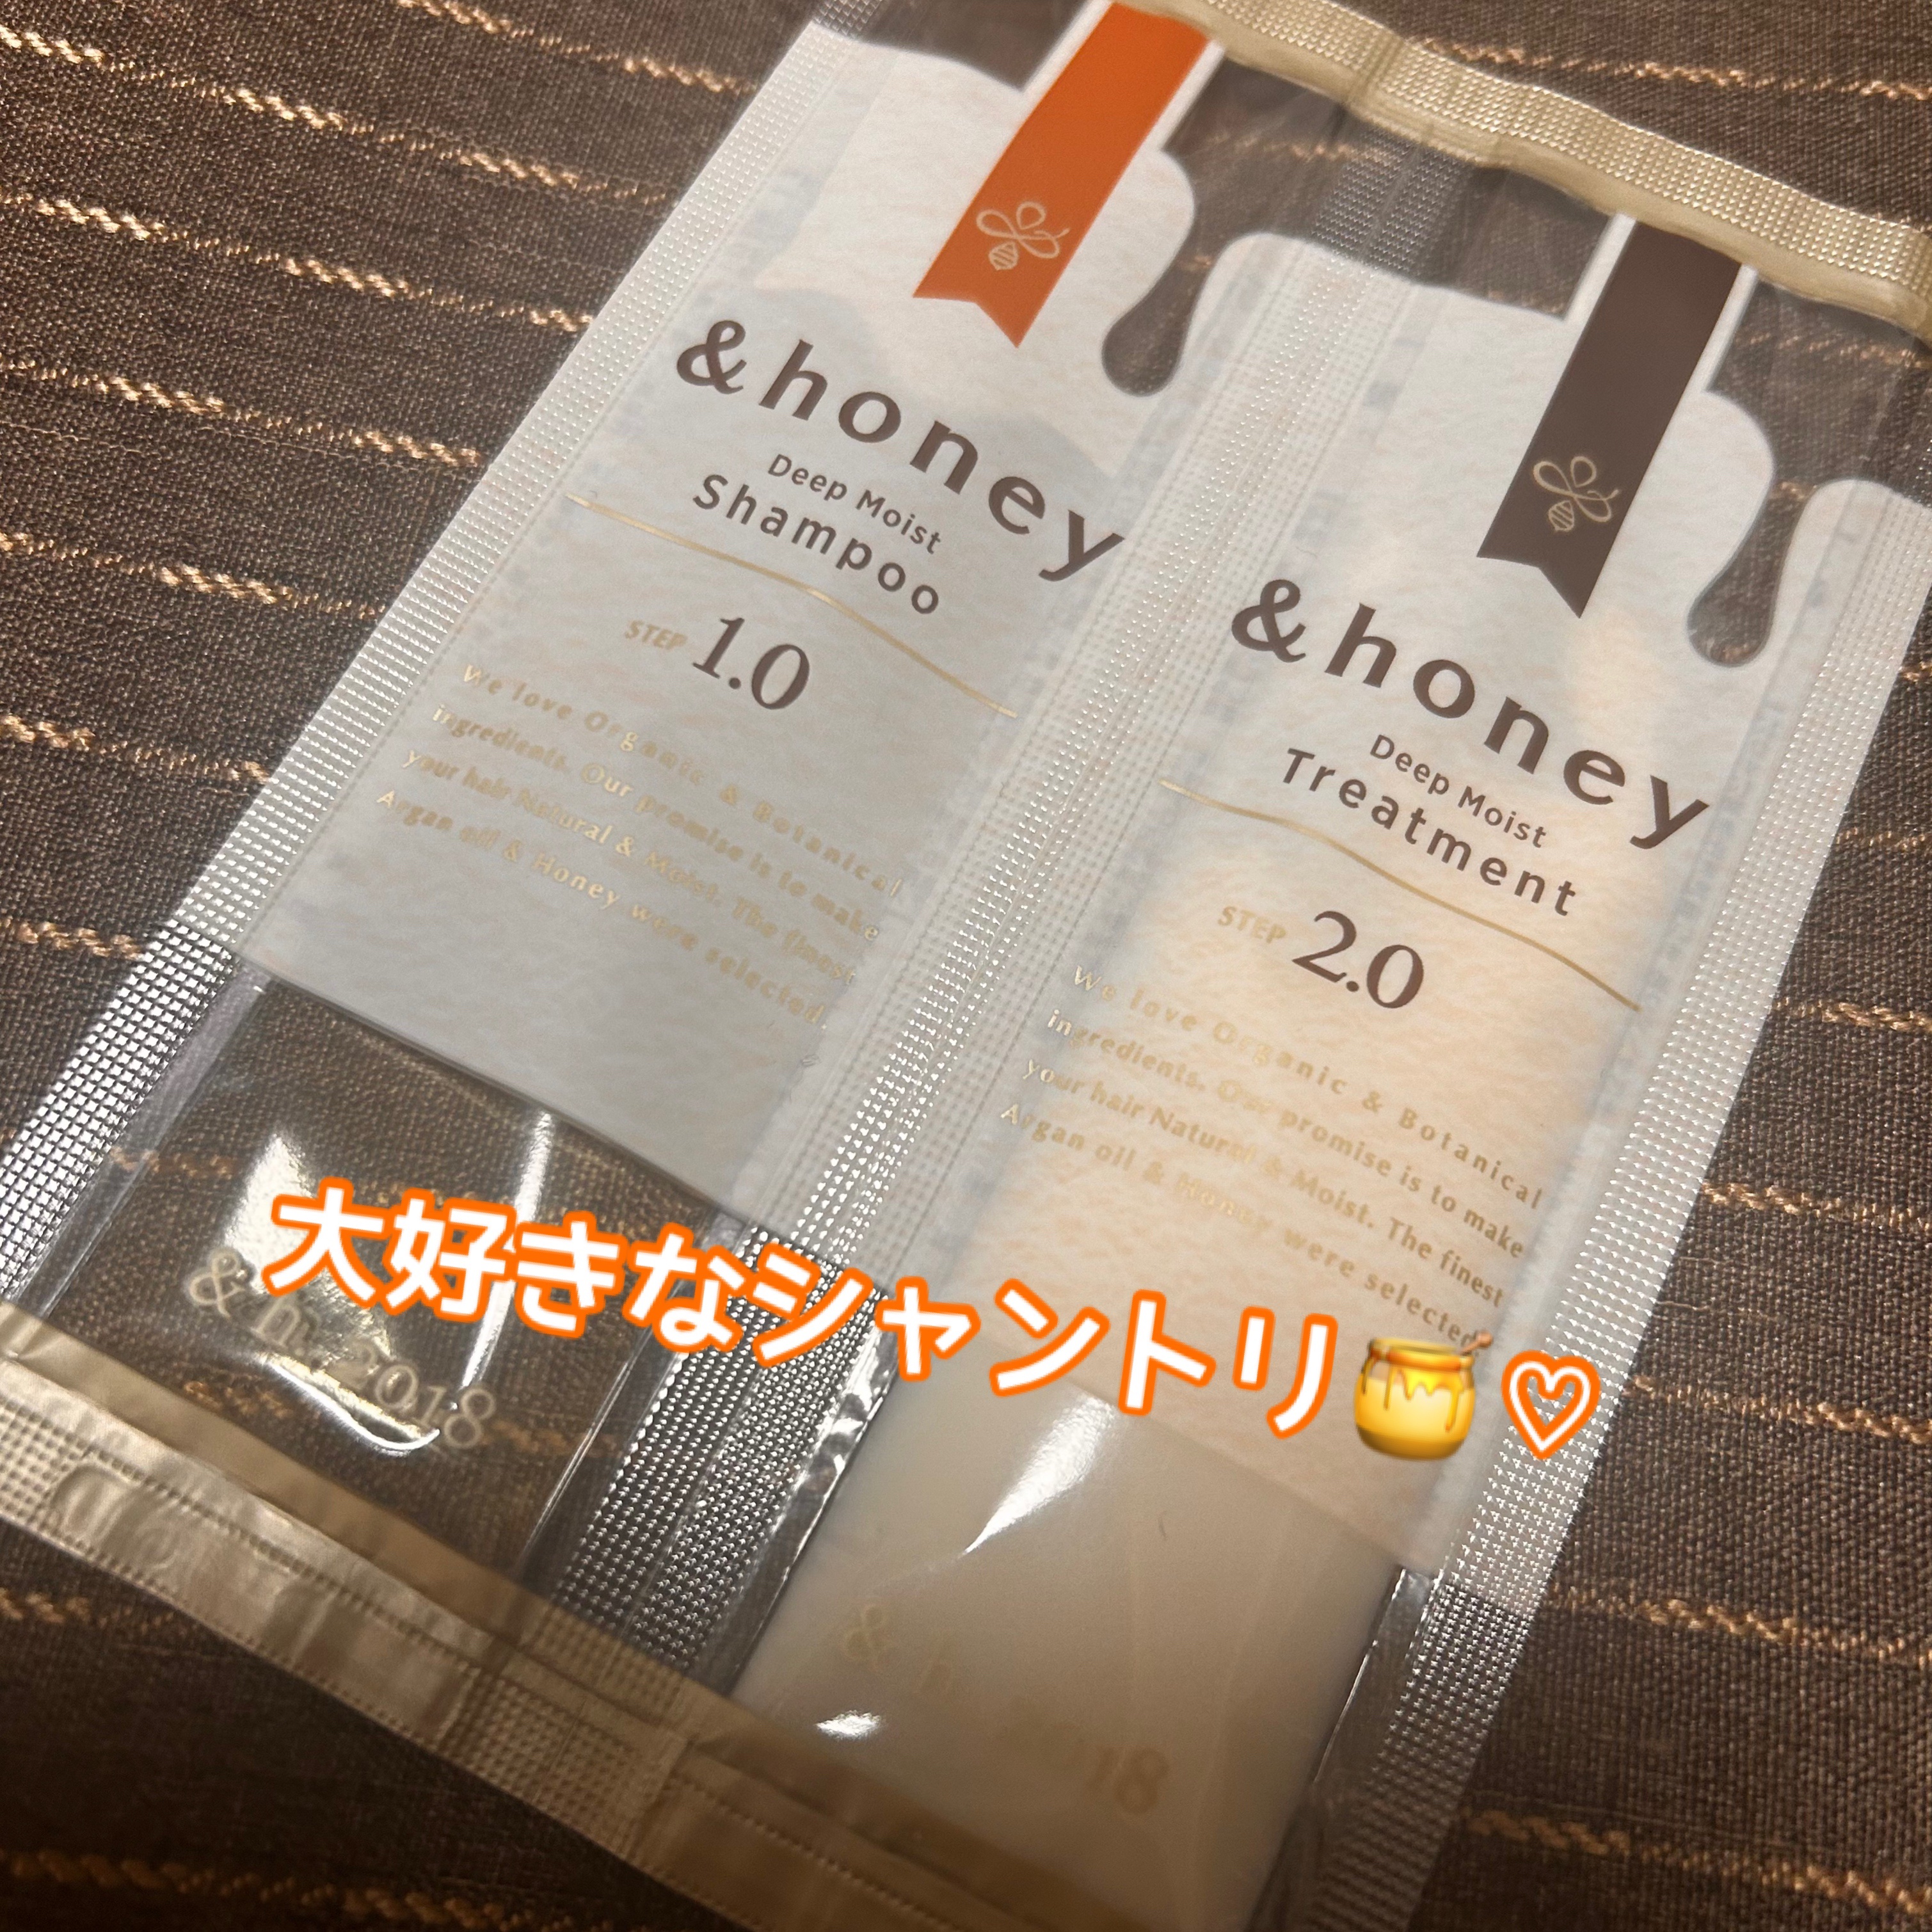 &honey
Deep Moist
Shampoo
STEP 1.0
We love Organic & Botanical
ingredients. Our promise is to make
your hair Natural & Moist. The finest
Argan oil & Honey were selected.
& h. 2018
&honey
Deep Moist
Treatment
STEP 2.0
We love Organic & Botanical
ingredients. Our promise is to make
your hair Natural & Moist. The finest
Argan oil & Honey were selected.
& h. 2018
大好きなシャントリ🍯♡